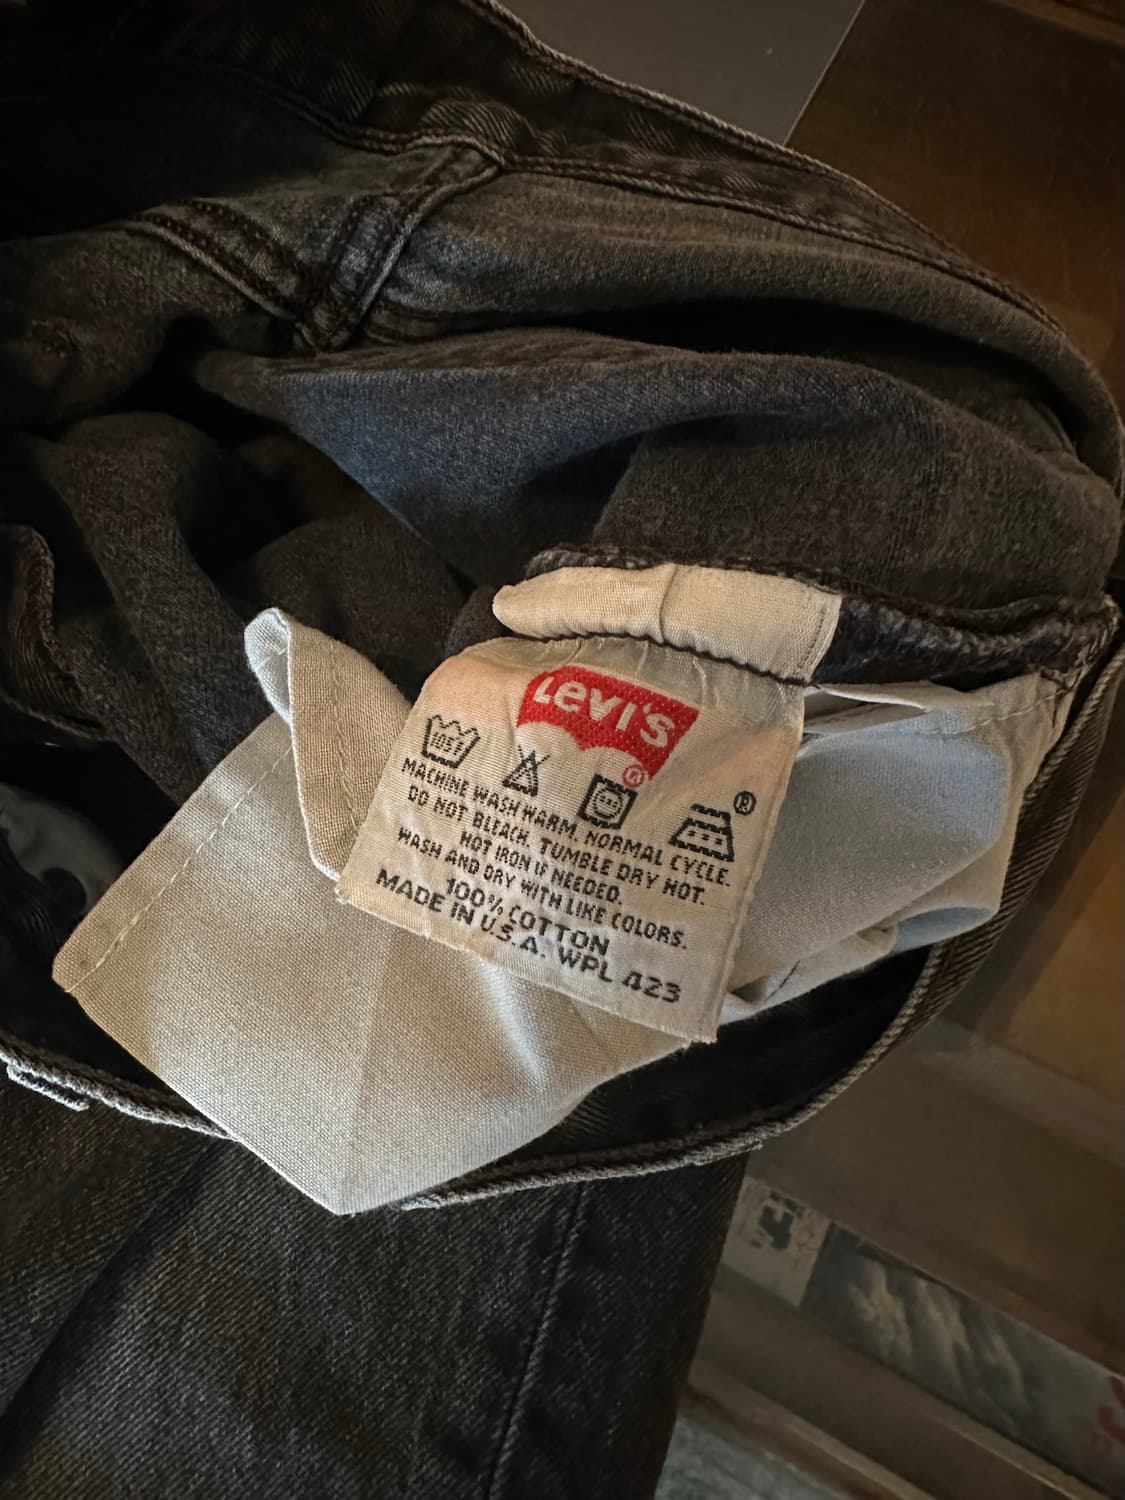 Levi's
®
105F
®
MACHINE WASH WARM, NORMAL CYCLE.
DO NOT BLEACH. TUMBLE DRY HOT.
HOT IRON IF NEEDED.
WASH AND DRY WITH LIKE COLORS.
100% COTTON
MADE IN U.S.A. WPL 423